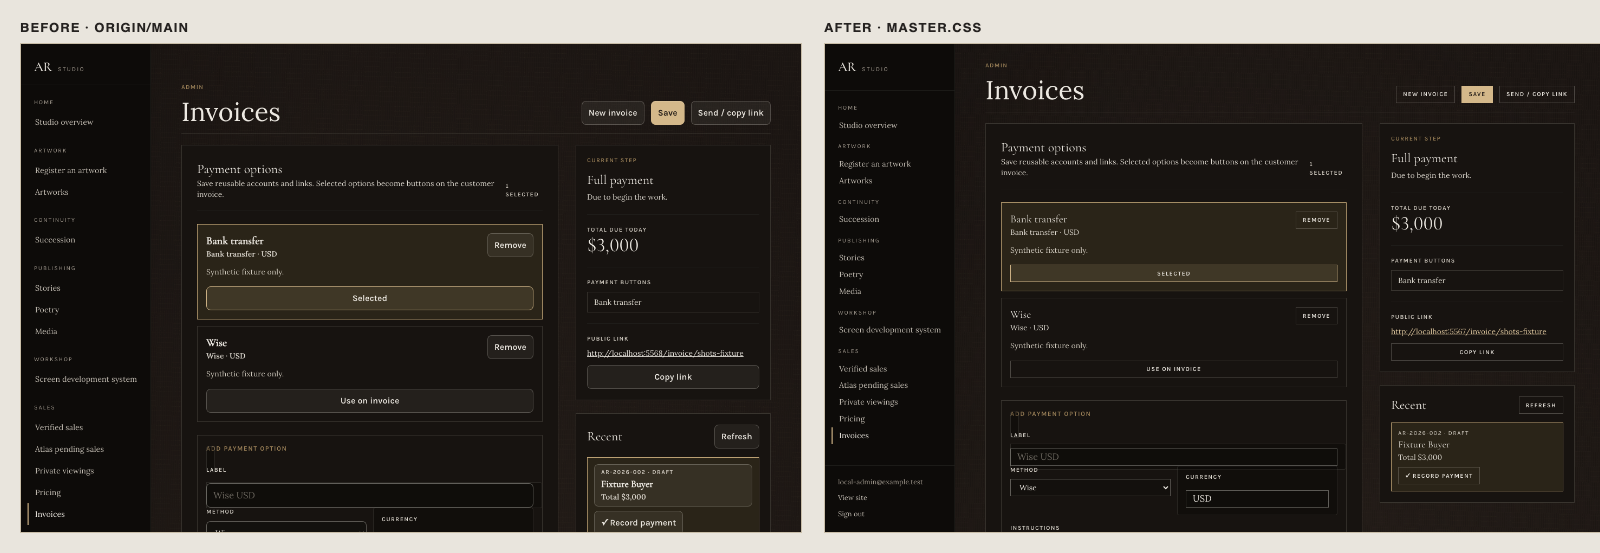 BEFORE · ORIGIN/MAIN
AR STUDIO
HOME
Studio overview
ARTWORK
Register an artwork
Artworks
CONTINUITY
Succession
PUBLISHING
Stories
Poetry
Media
WORKSHOP
Screen development system
SALES
Verified sales
Atlas pending sales
Private viewings
Pricing
Invoices
ADMIN
Invoices
New invoice
Save
Send / copy link
Payment options
Save reusable accounts and links. Selected options become buttons on the customer
invoice.
1
SELECTED
Bank transfer
Bank transfer · USD
Remove
Synthetic fixture only.
Selected
Wise
Wise · USD
Remove
Synthetic fixture only.
Use on invoice
ADD PAYMENT OPTION
LABEL
Wise USD
METHOD
CURRENCY
CURRENT STEP
Full payment
Due to begin the work.
TOTAL DUE TODAY
$3,000
PAYMENT BUTTONS
Bank transfer
PUBLIC LINK
http://localhost:5568/invoice/shots-fixture
Copy link
Recent
Refresh
AR-2026-002 · DRAFT
Fixture Buyer
Total $3,000
✓ Record payment
AFTER · MASTER.CSS
AR STUDIO
HOME
Studio overview
ARTWORK
Register an artwork
Artworks
CONTINUITY
Succession
PUBLISHING
Stories
Poetry
Media
WORKSHOP
Screen development system
SALES
Verified sales
Atlas pending sales
Private viewings
Pricing
Invoices
local-admin@example.test
View site
Sign out
ADMIN
Invoices
NEW INVOICE
SAVE
SEND / COPY LINK
Payment options
Save reusable accounts and links. Selected options become buttons on the customer
invoice.
1
SELECTED
Bank transfer
Bank transfer · USD
REMOVE
Synthetic fixture only.
SELECTED
Wise
Wise · USD
REMOVE
Synthetic fixture only.
USE ON INVOICE
ADD PAYMENT OPTION
LABEL
Wise USD
METHOD
Wise
CURRENCY
USD
INSTRUCTIONS
CURRENT STEP
Full payment
Due to begin the work.
TOTAL DUE TODAY
$3,000
PAYMENT BUTTONS
Bank transfer
PUBLIC LINK
http://localhost:5567/invoice/shots-fixture
COPY LINK
Recent
REFRESH
AR-2026-002 · DRAFT
Fixture Buyer
Total $3,000
✓ RECORD PAYMENT